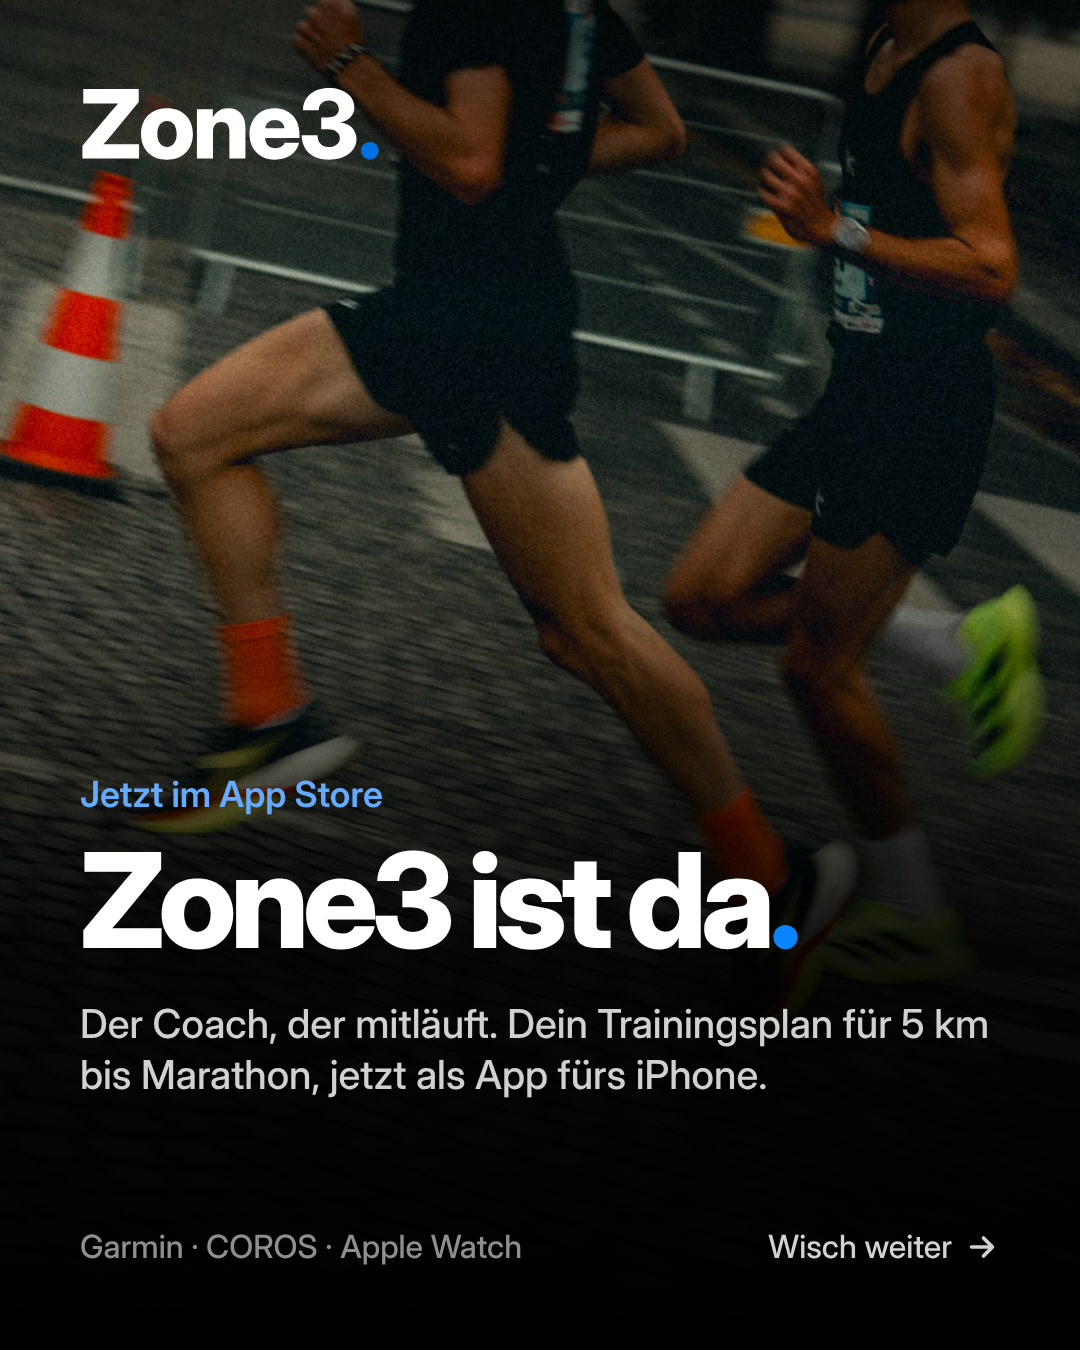 Zone3.
Jetzt im App Store
Zone3 ist da.
Der Coach, der mitläuft. Dein Trainingsplan für 5 km
bis Marathon, jetzt als App fürs iPhone.
Garmin · COROS · Apple Watch
Wisch weiter →